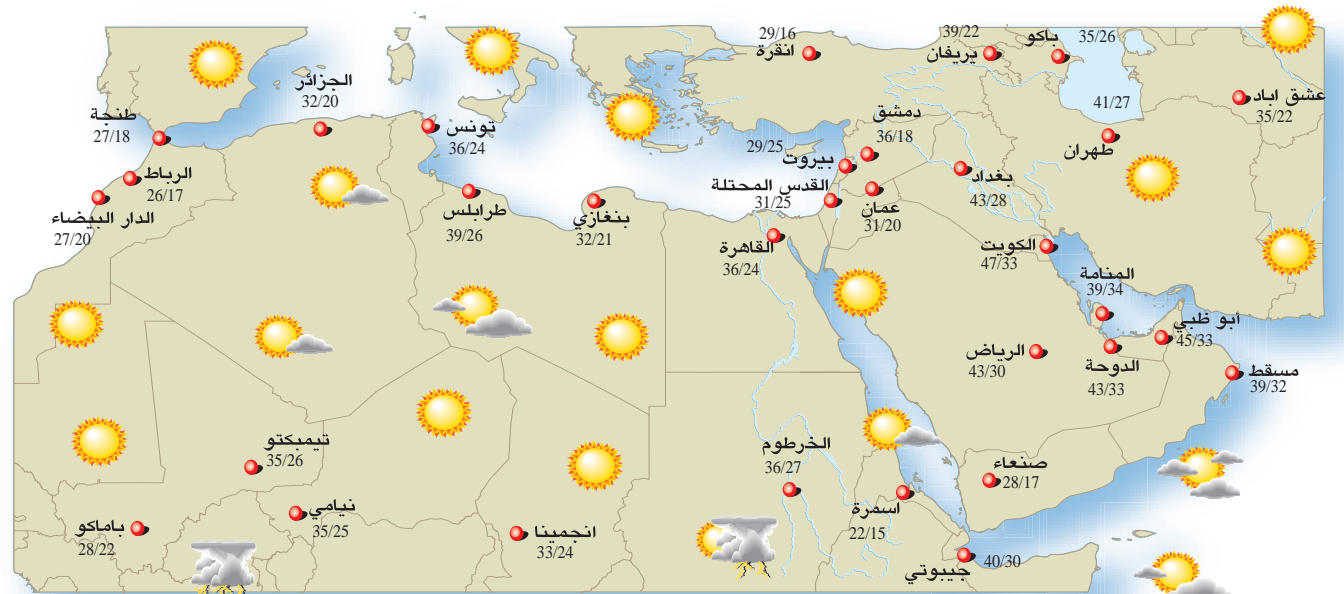 29/16
انقرة
39/22
يريفان
باكو
35/26
عشق اباد
35/22
41/27
طهران
الجزائر
32/20
طنجة
27/18
تونس
36/24
دمشق
36/18
29/25
بيروت
بغداد
43/28
الرباط
26/17
القدس المحتلة
31/25
عمان
31/20
الدار البيضاء
27/20
طرابلس
39/26
بنغازي
32/21
القاهرة
36/24
الكويت
47/33
المنامة
39/34
أبو ظبي
45/33
الرياض
43/30
الدوحة
43/33
مسقط
39/32
تيمبكتو
35/26
الخرطوم
36/27
صنعاء
28/17
نيامي
35/25
اسمرة
22/15
باماكو
28/22
انجمينا
33/24
40/30
جيبوتي